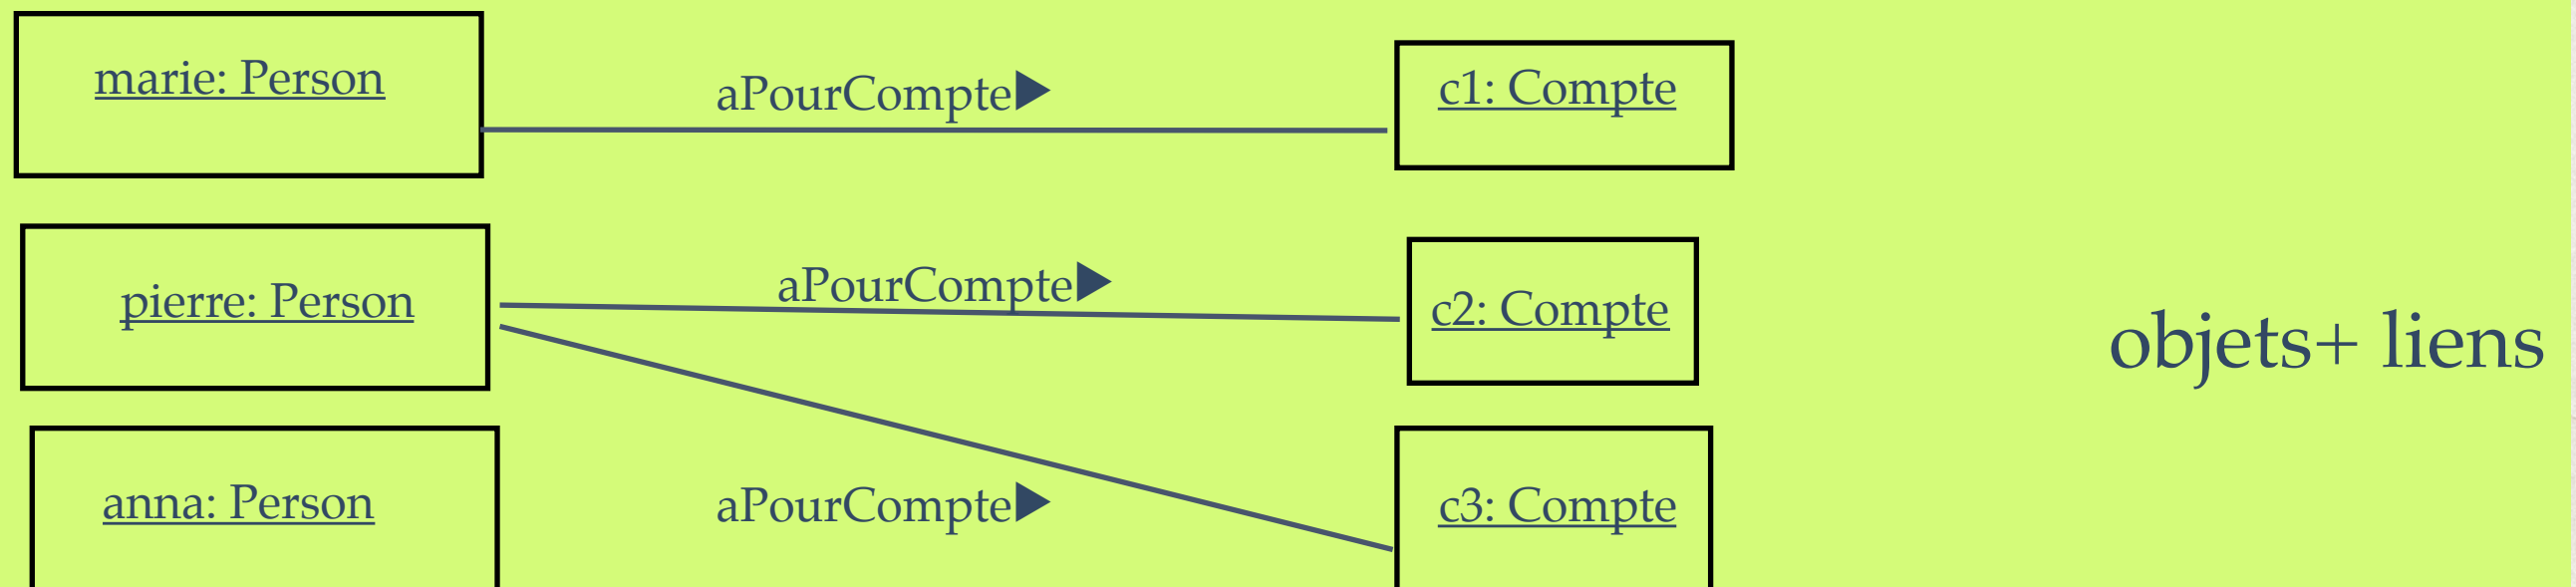 marie: Person
aPourCompte▶
c1: Compte
pierre: Person
aPourCompte▶
c2: Compte
objets+ liens
anna: Person
aPourCompte▶
c3: Compte